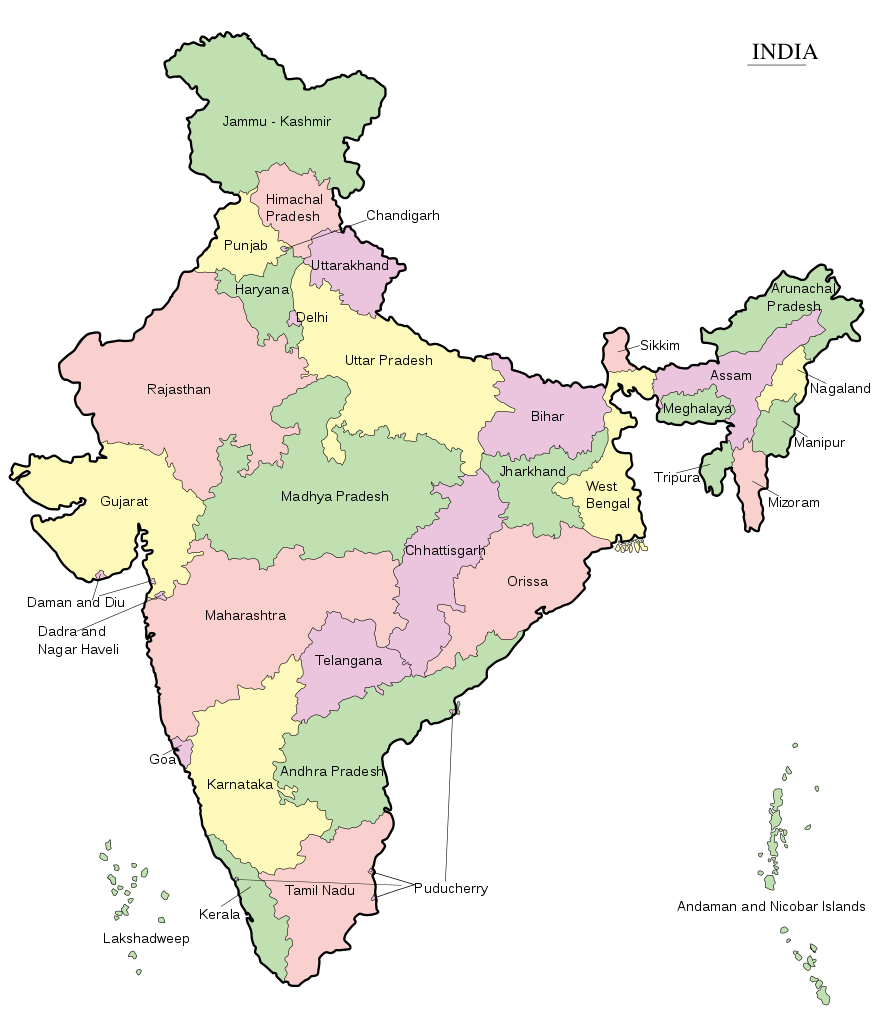 INDIA
Jammu - Kashmir
Himachal
Pradesh
Chandigarh
Punjab
Uttarakhand
Haryana
Delhi
Arunachal
Pradesh
Sikkim
Uttar Pradesh
Assam
Rajasthan
Nagaland
Meghalaya
Bihar
Manipur
Jharkhand
Tripura
West
Bengal
Madhya Pradesh
Gujarat
Mizoram
Chhattisgarh
Orissa
Daman and Diu
Maharashtra
Dadra and
Nagar Haveli
Telangana
Goa
Andhra Pradesh
Karnataka
Tamil Nadu
Puducherry
Andaman and Nicobar Islands
Kerala
Lakshadweep